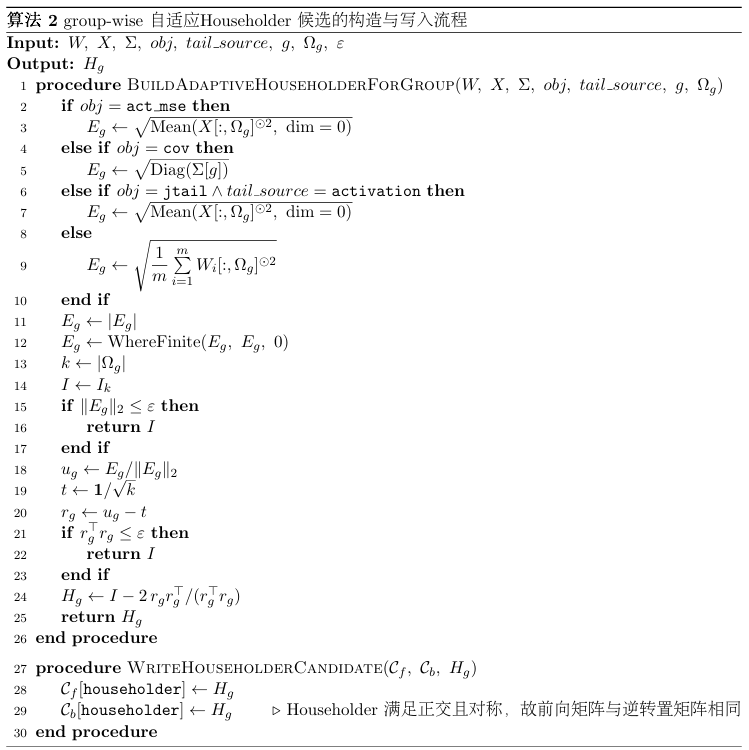 算法 2 group-wise 自适应Householder 候选的构造与写入流程
Input: W, X, Σ, obj, tail_source, g, Ω_g, ε
Output: H_g
1 procedure BuildAdaptiveHouseholderForGroup(W, X, Σ, obj, tail_source, g, Ω_g)
2 if obj = act_mse then
3 E_g ← √(Mean(X[:,Ω_g]^{⊙2}, dim = 0))
4 else if obj = cov then
5 E_g ← √(Diag(Σ[g]))
6 else if obj = jtail ∧ tail_source = activation then
7 E_g ← √(Mean(X[:,Ω_g]^{⊙2}, dim = 0))
8 else
9 E_g ← √(1/m ∑_{i=1}^{m} W_i[:,Ω_g]^{⊙2})
10 end if
11 E_g ← |E_g|
12 E_g ← WhereFinite(E_g, E_g, 0)
13 k ← |Ω_g|
14 I ← I_k
15 if ‖E_g‖₂ ≤ ε then
16 return I
17 end if
18 u_g ← E_g/‖E_g‖₂
19 t ← 1/√k
20 r_g ← u_g − t
21 if r_g^⊤ r_g ≤ ε then
22 return I
23 end if
24 H_g ← I − 2 r_g r_g^⊤/(r_g^⊤ r_g)
25 return H_g
26 end procedure
27 procedure WriteHouseholderCandidate(𝒞_f, 𝒞_b, H_g)
28 𝒞_f[householder] ← H_g
29 𝒞_b[householder] ← H_g ▷ Householder 满足正交且对称，故前向矩阵与逆转置矩阵相同
30 end procedure